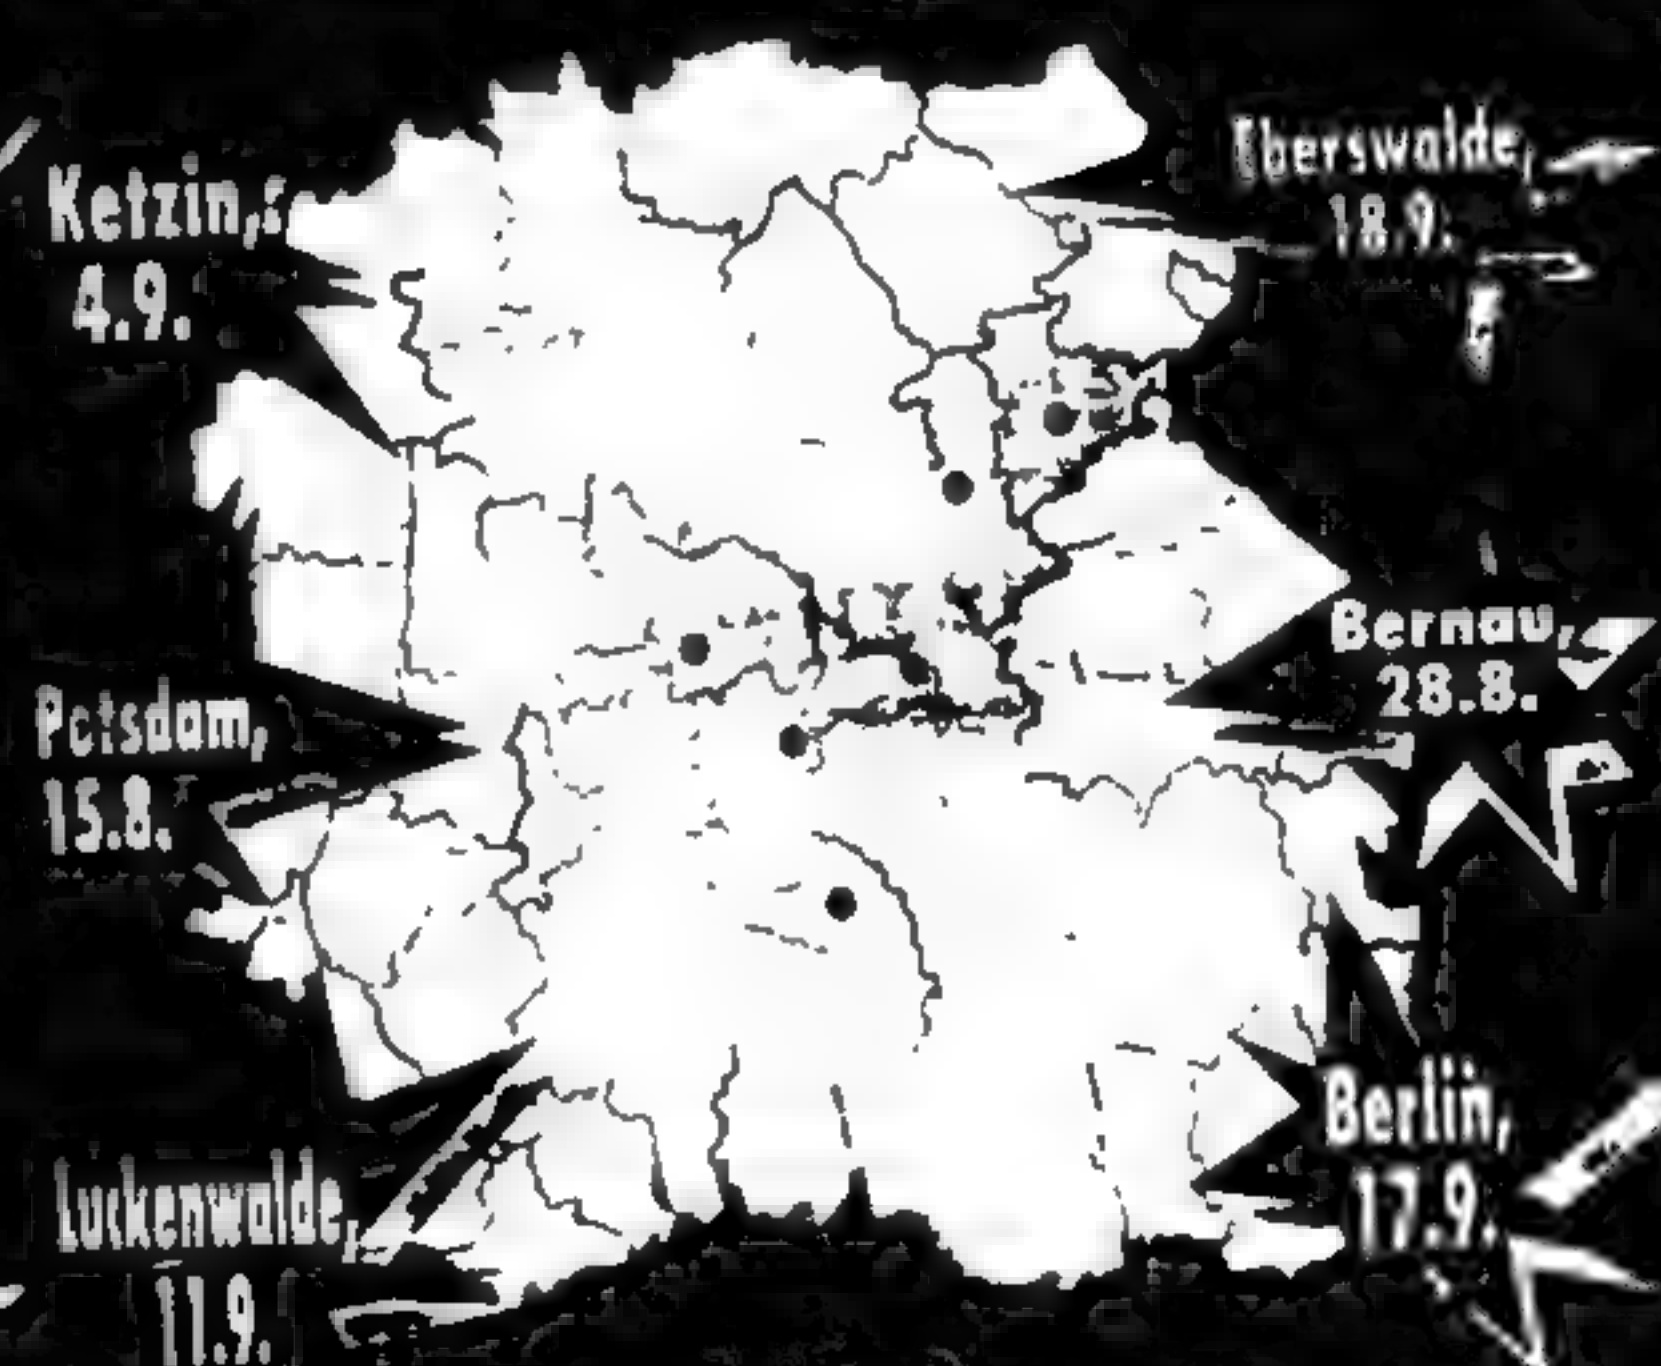 Ketzin,
4.9.
Eberswalde,
18.9.
Potsdam,
15.8.
Bernau,
28.8.
Luckenwalde,
11.9.
Berlin,
17.9.